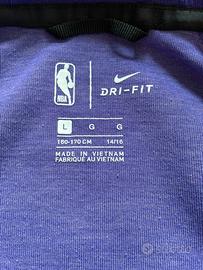 NBA
DRI-FIT
L G G
160-170 CM 14/16
MADE IN VIETNAM
FABRIQUÉ AU VIETNAM